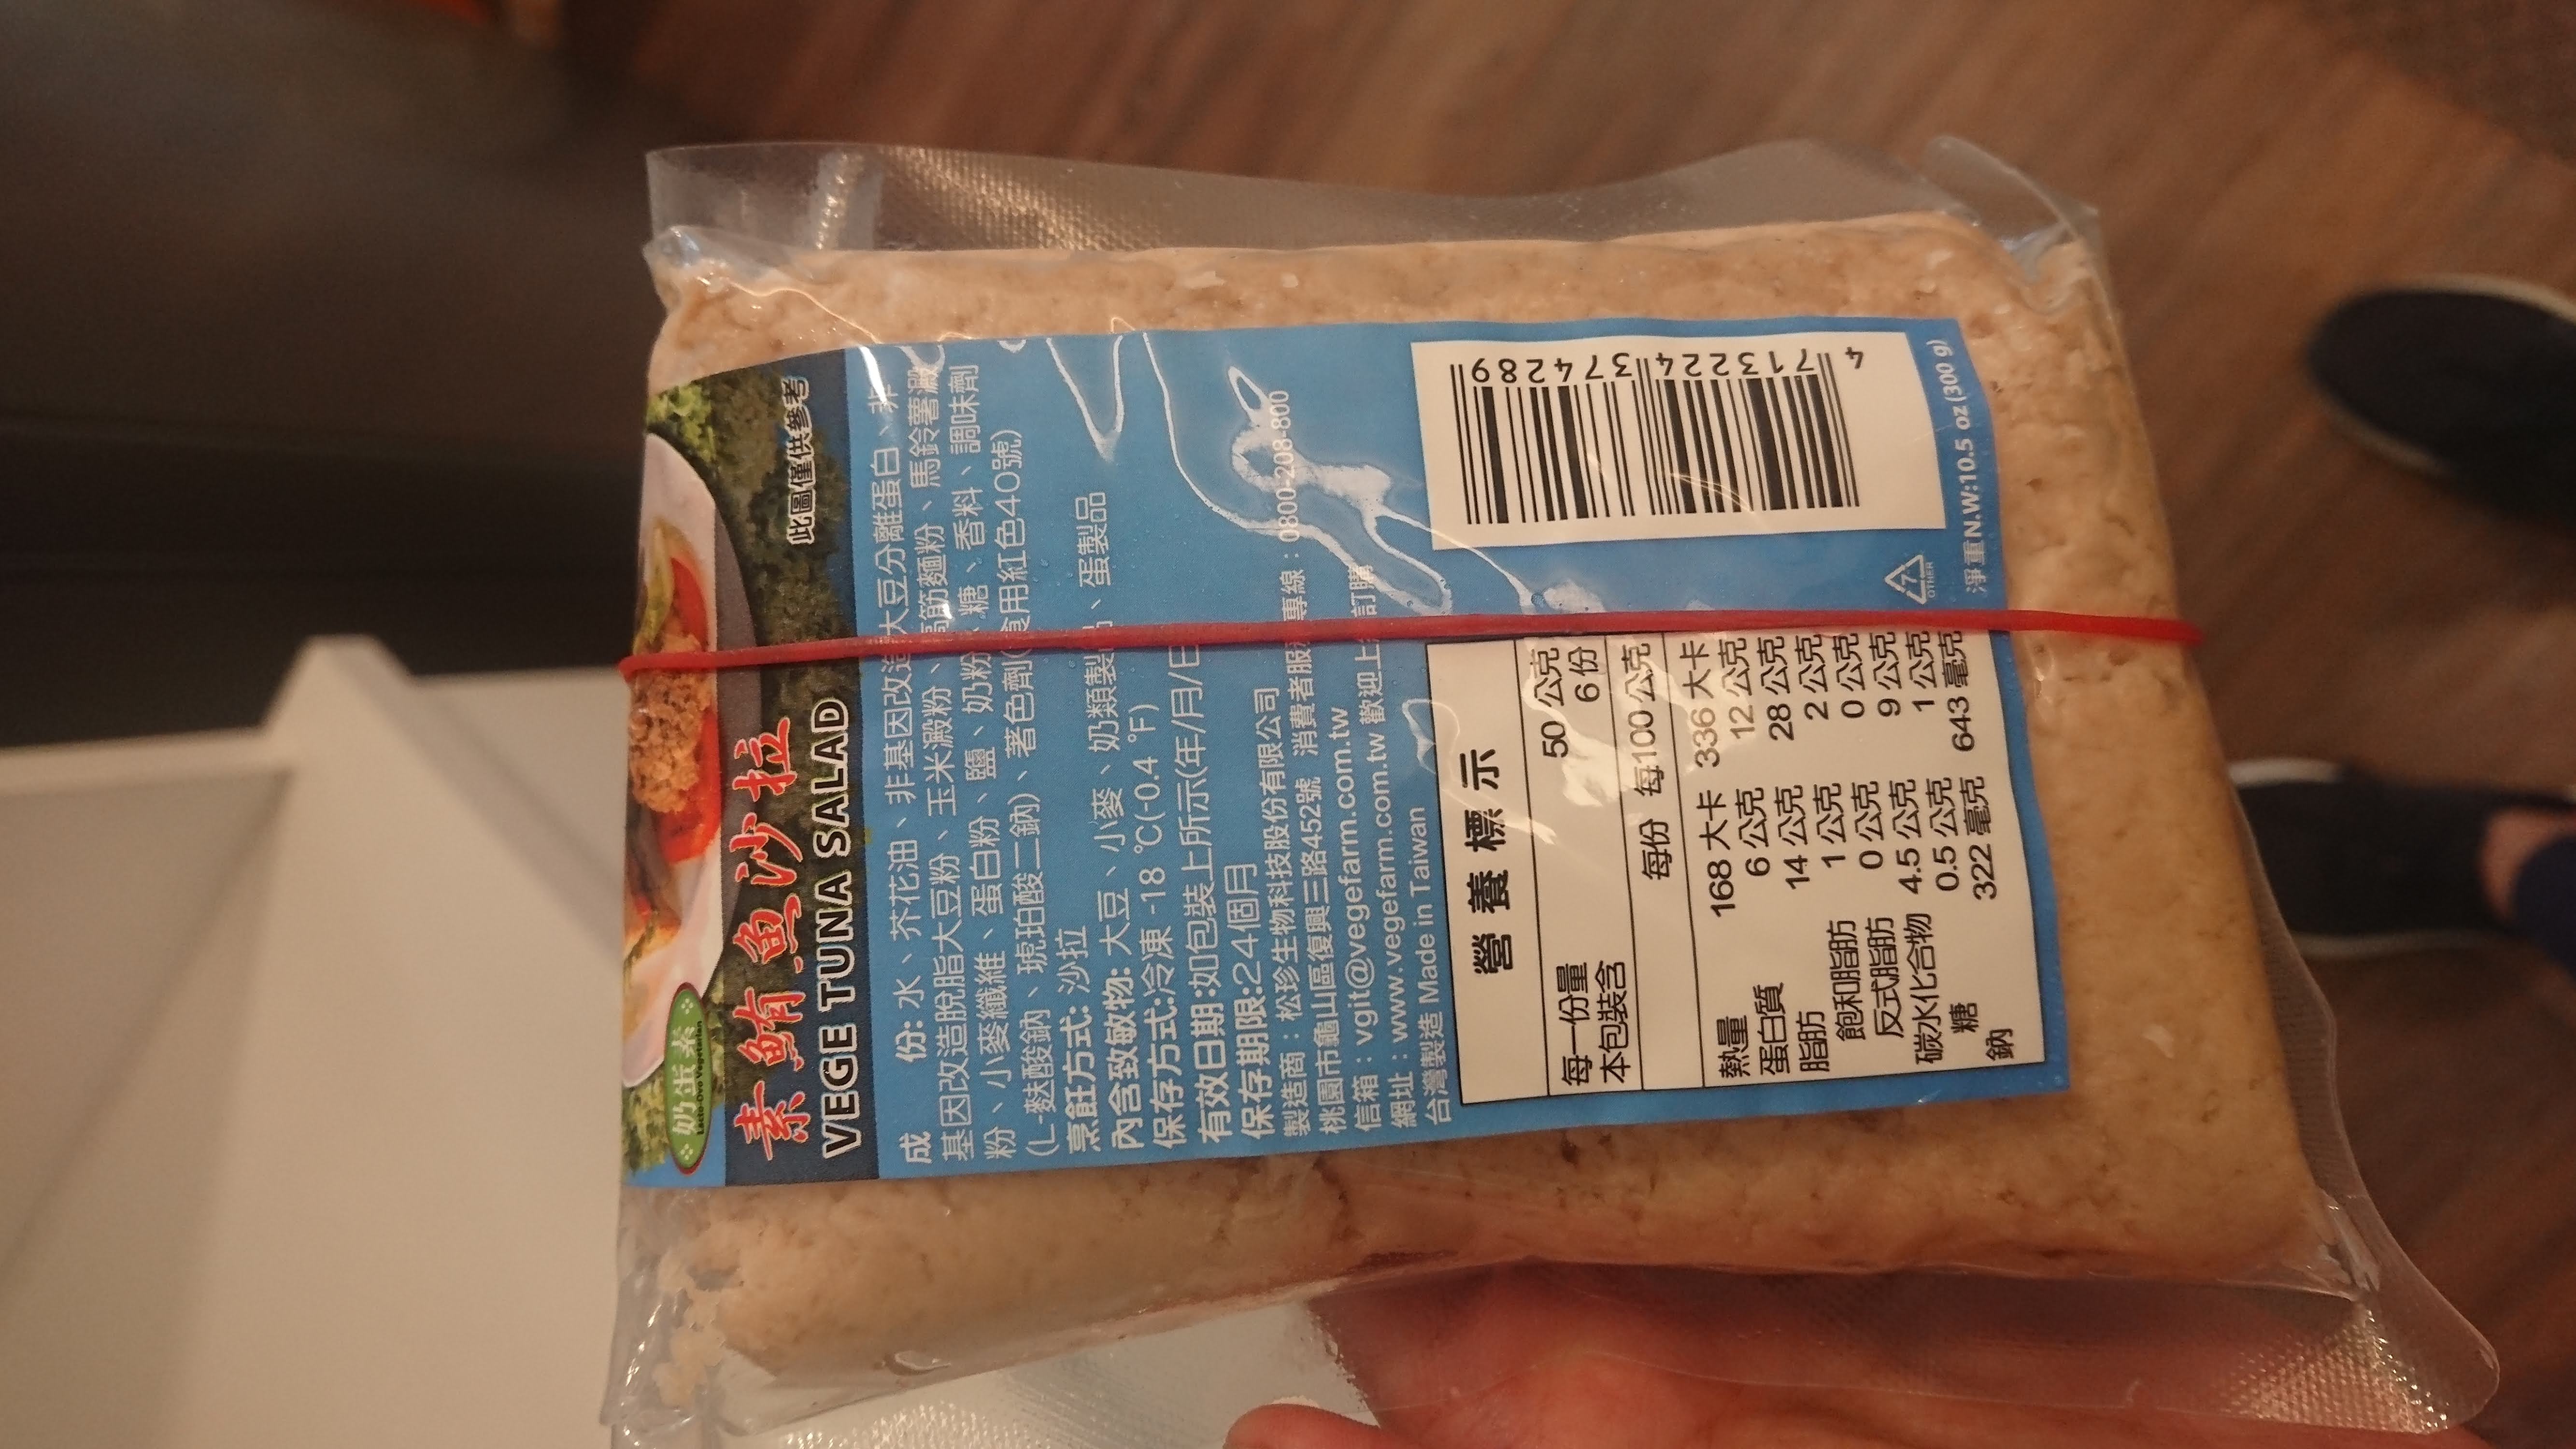 奶蛋素
Lacto-Ovo Vegetarian
此圖僅供參考
素鮪魚沙拉
VEGE TUNA SALAD
成　份: 水、芥花油、非基因改造大豆分離蛋白、非
基因改造脫脂大豆粉、玉米澱粉、高筋麵粉、馬鈴薯澱
粉、小麥纖維、蛋白粉、鹽、奶粉、糖、香料、調味劑
(L-麩酸鈉、琥珀酸二鈉)、著色劑(食用紅色40號)
烹飪方式: 沙拉
內含致敏物: 大豆、小麥、奶類製品、蛋製品
保存方式:冷凍 -18 ℃(-0.4 ℉)
有效日期:如包裝上所示(年/月/日
保存期限:24個月
製造商：松珍生物科技股份有限公司
桃園市龜山區復興三路452號 消費者服務專線：0800-208-800
信箱：vgit@vegefarm.com.tw
網址：www.vegefarm.com.tw 歡迎上 訂購
台灣製造 Made in Taiwan
營養標示
每一份量 50 公克
本包裝含 6 份
每份 每100公克
熱量 168 大卡 336 大卡
蛋白質 6 公克 12 公克
脂肪 14 公克 28 公克
飽和脂肪 1 公克 2 公克
反式脂肪 0 公克 0 公克
碳水化合物 4.5 公克 9 公克
糖 0.5 公克 1 公克
鈉 322 毫克 643 毫克
4 713224 374289
7
OTHER
淨重N.W:10.5 oz (300 g)